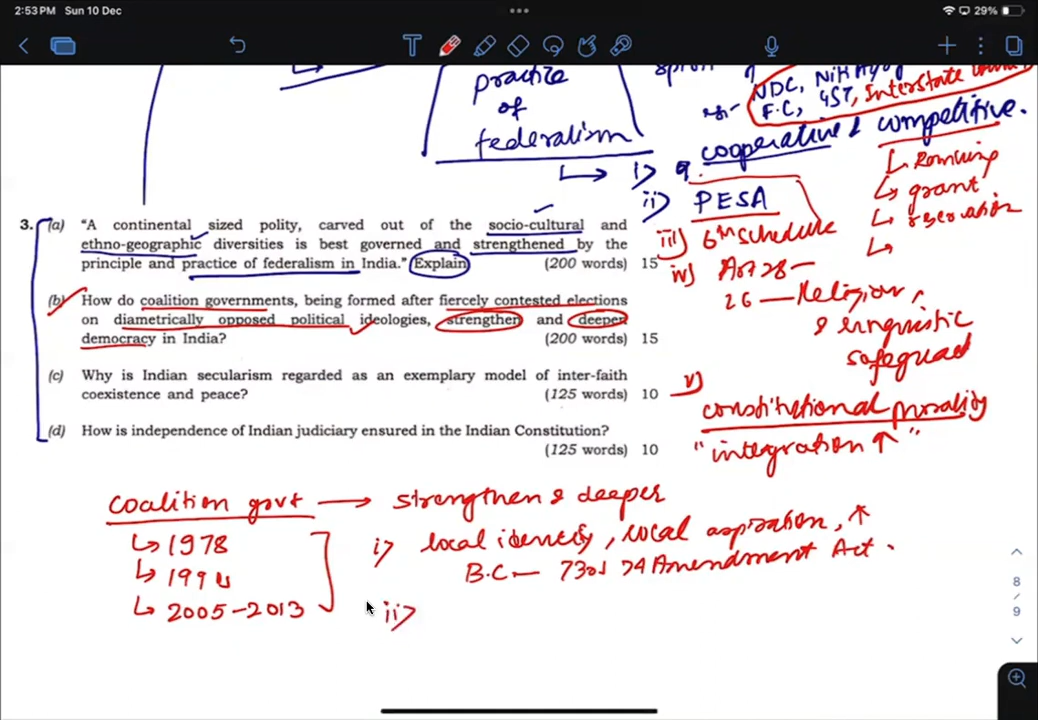 2:53 PM Sun 10 Dec
29%
T
practice
of
federalism
NDC, NITI Aayog
F.C, GST, Interstate
cooperative & competitive.
Ranking
grant
i)
ii) PESA
iii) 6th Schedule
iv) Art 28 —
26 — Religion,
& linguistic
safeguad
v)
constitutional morality
"integration ↑"
3. (a) "A continental sized polity, carved out of the socio-cultural and
ethno-geographic diversities is best governed and strengthened by the
principle and practice of federalism in India." Explain
(200 words) 15
(b) How do coalition governments, being formed after fiercely contested elections
on diametrically opposed political ideologies, strengthen and deepen
democracy in India?
(200 words) 15
(c) Why is Indian secularism regarded as an exemplary model of inter-faith
coexistence and peace?
(125 words) 10
(d) How is independence of Indian judiciary ensured in the Indian Constitution?
(125 words) 10
coalition govt → strengthen & deeper
1978
2005-2013
i) local identity, local aspiration, ↑
B.C — 73rd 74 Amendment Act.
ii)
8
/
9